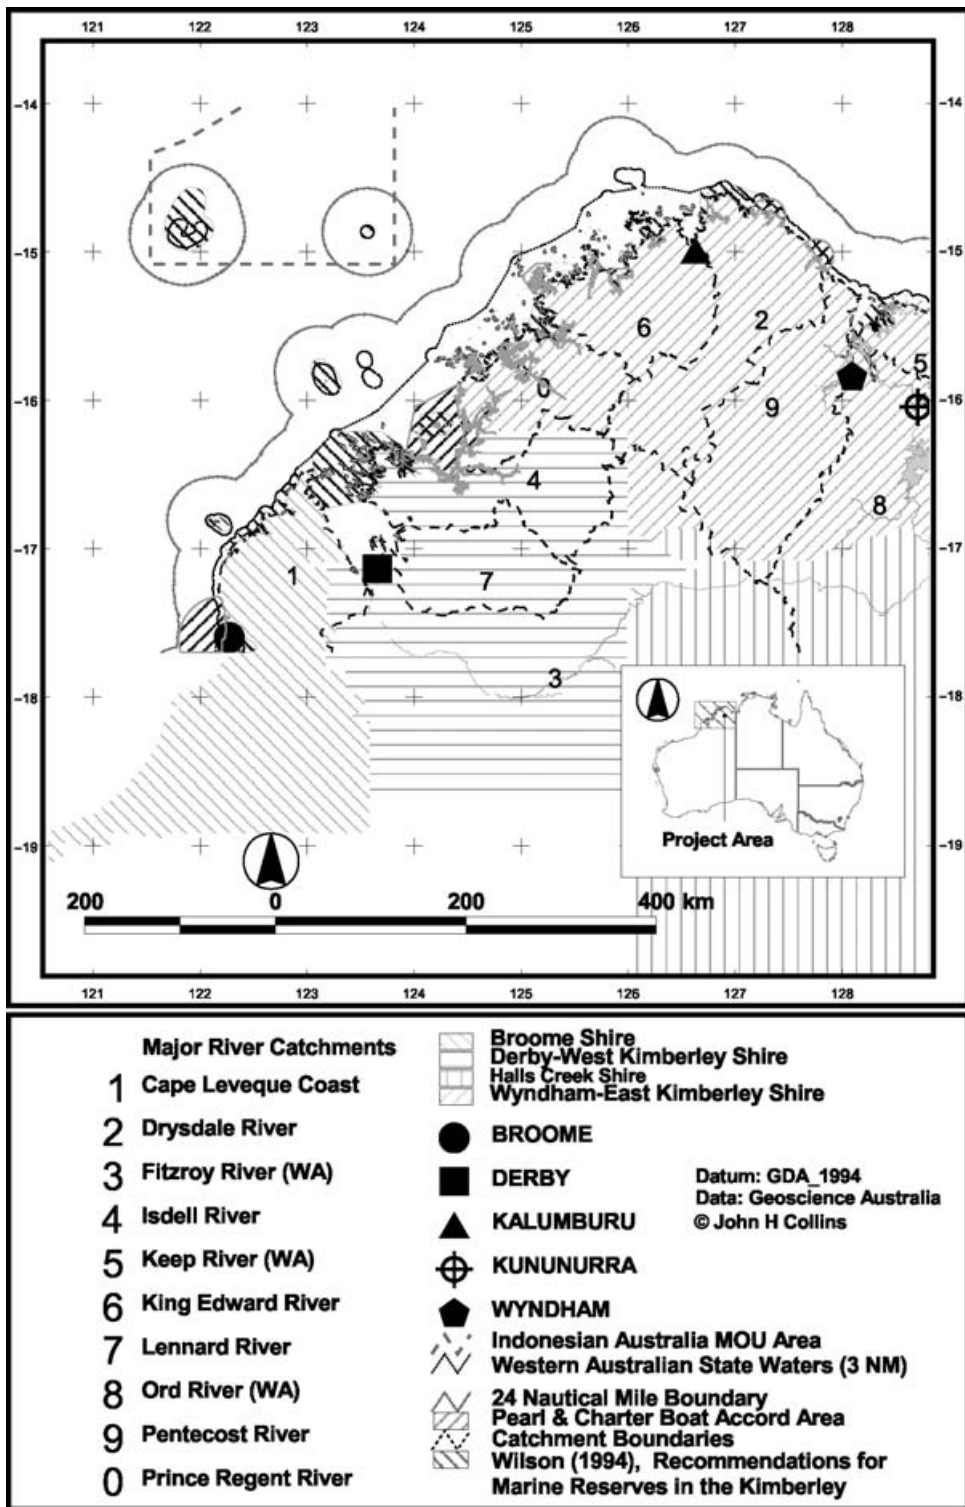 121 122 123 124 125 126 127 128
-14 -14
-15 -15
6 2
5
0
-16 9 -16
4
8
-17 -17
1
7
3
-18 -18
Project Area
-19 -19
200 0 200 400 km
121 122 123 124 125 126 127 128
Major River Catchments
1 Cape Leveque Coast
2 Drysdale River
3 Fitzroy River (WA)
4 Isdell River
5 Keep River (WA)
6 King Edward River
7 Lennard River
8 Ord River (WA)
9 Pentecost River
0 Prince Regent River
Broome Shire
Derby-West Kimberley Shire
Halls Creek Shire
Wyndham-East Kimberley Shire
BROOME
DERBY
KALUMBURU
KUNUNURRA
WYNDHAM
Indonesian Australia MOU Area
Western Australian State Waters (3 NM)
24 Nautical Mile Boundary
Pearl & Charter Boat Accord Area
Catchment Boundaries
Wilson (1994), Recommendations for
Marine Reserves in the Kimberley
Datum: GDA_1994
Data: Geoscience Australia
© John H Collins